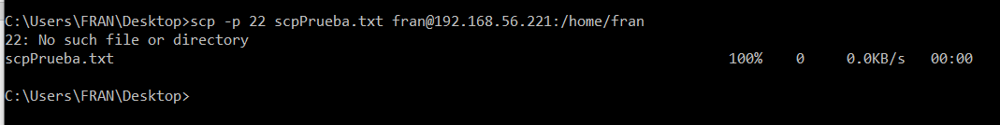 C:\Users\FRAN\Desktop>scp -p 22 scpPrueba.txt fran@192.168.56.221:/home/fran
22: No such file or directory
scpPrueba.txt 100% 0 0.0KB/s 00:00
C:\Users\FRAN\Desktop>